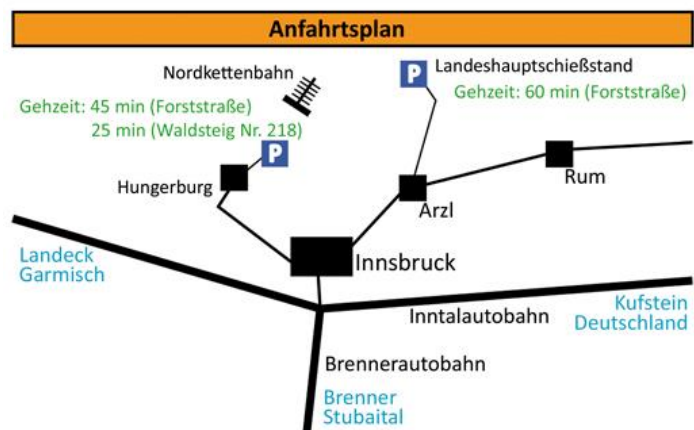 Anfahrtsplan
Nordkettenbahn
P
Landeshauptschießstand
Gehzeit: 60 min (Forststraße)
Gehzeit: 45 min (Forststraße)
25 min (Waldsteig Nr. 218)
P
Hungerburg
Rum
Arzl
Innsbruck
Landeck
Garmisch
Inntalautobahn
Kufstein
Deutschland
Brennerautobahn
Brenner
Stubaital